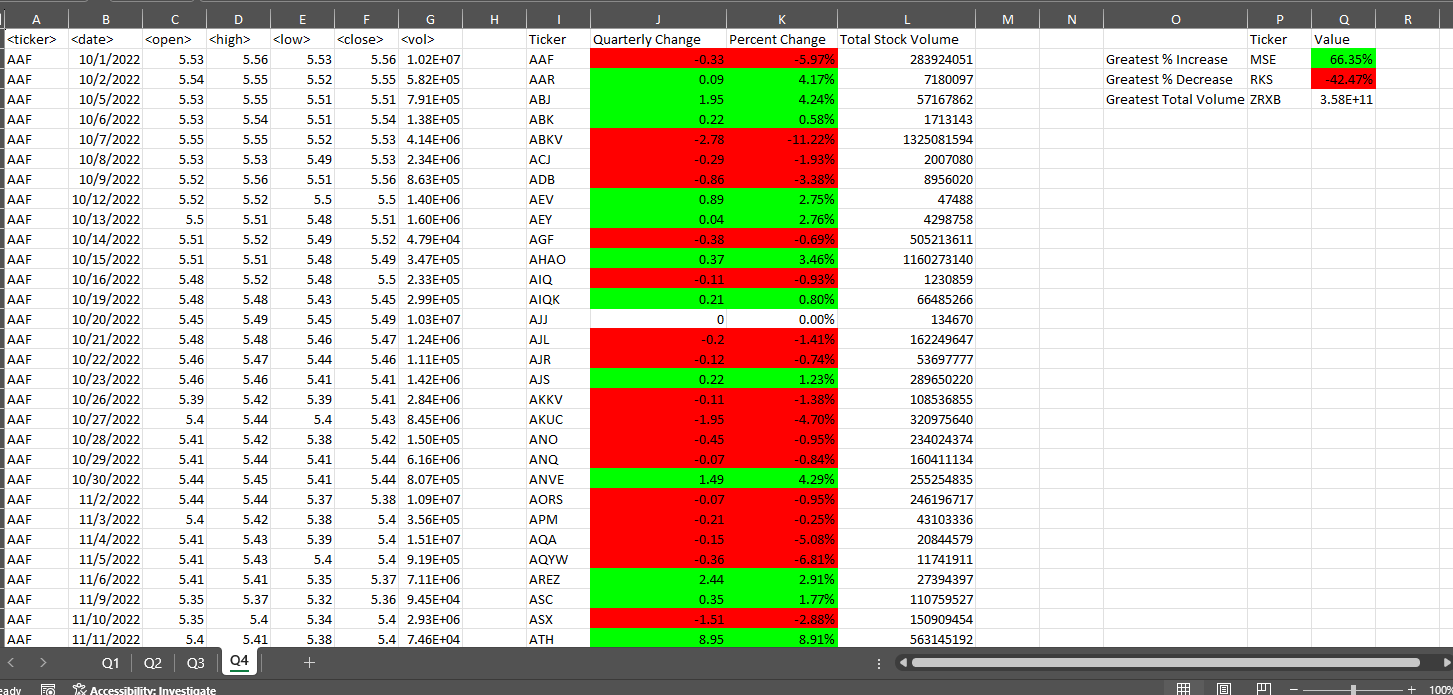 A B C D E F G H I J K L M N O P Q R
<ticker> <date> <open> <high> <low> <close> <vol> Ticker Quarterly Change Percent Change Total Stock Volume Ticker Value
AAF 10/1/2022 5.53 5.56 5.53 5.56 1.02E+07 AAF -0.33 -5.97% 283924051 Greatest % Increase MSE 66.35%
AAF 10/2/2022 5.54 5.55 5.52 5.55 5.82E+05 AAR 0.09 4.17% 7180097 Greatest % Decrease RKS -42.47%
AAF 10/5/2022 5.53 5.55 5.51 5.51 7.91E+05 ABJ 1.95 4.24% 57167862 Greatest Total Volume ZRXB 3.58E+11
AAF 10/6/2022 5.53 5.54 5.51 5.54 1.38E+05 ABK 0.22 0.58% 1713143
AAF 10/7/2022 5.55 5.55 5.52 5.53 4.14E+06 ABKV -2.78 -11.22% 1325081594
AAF 10/8/2022 5.53 5.53 5.49 5.53 2.34E+06 ACJ -0.29 -1.93% 2007080
AAF 10/9/2022 5.52 5.56 5.51 5.56 8.63E+05 ADB -0.86 -3.38% 8956020
AAF 10/12/2022 5.52 5.52 5.5 5.5 1.40E+06 AEV 0.89 2.75% 47488
AAF 10/13/2022 5.5 5.51 5.48 5.51 1.60E+06 AEY 0.04 2.76% 4298758
AAF 10/14/2022 5.51 5.52 5.49 5.52 4.79E+04 AGF -0.38 -0.69% 505213611
AAF 10/15/2022 5.51 5.51 5.48 5.49 3.47E+05 AHAO 0.37 3.46% 1160273140
AAF 10/16/2022 5.48 5.52 5.48 5.5 2.33E+05 AIQ -0.11 -0.93% 1230859
AAF 10/19/2022 5.48 5.48 5.43 5.45 2.99E+05 AIQK 0.21 0.80% 66485266
AAF 10/20/2022 5.45 5.49 5.45 5.49 1.03E+07 AJJ 0 0.00% 134670
AAF 10/21/2022 5.48 5.48 5.46 5.47 1.24E+06 AJL -0.2 -1.41% 162249647
AAF 10/22/2022 5.46 5.47 5.44 5.46 1.11E+05 AJR -0.12 -0.74% 53697777
AAF 10/23/2022 5.46 5.46 5.41 5.41 1.42E+06 AJS 0.22 1.23% 289650220
AAF 10/26/2022 5.39 5.42 5.39 5.41 2.84E+06 AKKV -0.11 -1.38% 108536855
AAF 10/27/2022 5.4 5.44 5.4 5.43 8.45E+06 AKUC -1.95 -4.70% 320975640
AAF 10/28/2022 5.41 5.42 5.38 5.42 1.50E+05 ANO -0.45 -0.95% 234024374
AAF 10/29/2022 5.41 5.44 5.41 5.44 6.16E+06 ANQ -0.07 -0.84% 160411134
AAF 10/30/2022 5.44 5.45 5.41 5.44 8.07E+05 ANVE 1.49 4.29% 255254835
AAF 11/2/2022 5.44 5.44 5.37 5.38 1.09E+07 AORS -0.07 -0.95% 246196717
AAF 11/3/2022 5.4 5.42 5.38 5.4 3.56E+05 APM -0.21 -0.25% 43103336
AAF 11/4/2022 5.41 5.43 5.39 5.4 1.51E+07 AQA -0.15 -5.08% 20844579
AAF 11/5/2022 5.41 5.43 5.4 5.4 9.19E+05 AQYW -0.36 -6.81% 11741911
AAF 11/6/2022 5.41 5.41 5.35 5.37 7.11E+06 AREZ 2.44 2.91% 27394397
AAF 11/9/2022 5.35 5.37 5.32 5.36 9.45E+04 ASC 0.35 1.77% 110759527
AAF 11/10/2022 5.35 5.4 5.34 5.4 2.93E+06 ASX -1.51 -2.88% 150909454
AAF 11/11/2022 5.4 5.41 5.38 5.4 7.46E+04 ATH 8.95 8.91% 563145192
Q1 Q2 Q3 Q4 +
eady Accessibility: Investigate 100%